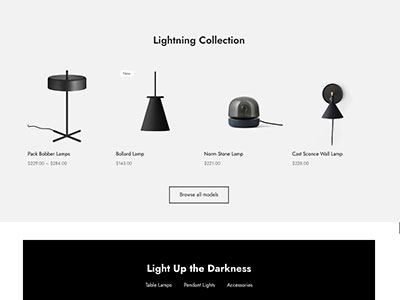 Lightning Collection
New
Pack Bobber Lamps
$229.00 – $284.00
Bollard Lamp
$145.00
Norm Stone Lamp
$221.00
Cast Scence Wall Lamp
$228.00
Browse all models
Light Up the Darkness
Table Lamps Pendant Lights Accessories